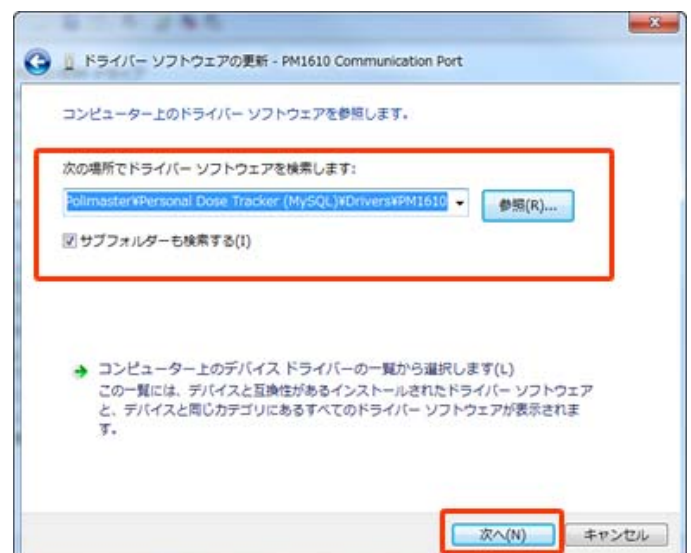 ドライバー ソフトウェアの更新 - PM1610 Communication Port
コンピューター上のドライバー ソフトウェアを参照します。
次の場所でドライバー ソフトウェアを検索します:
Polimaster¥Personal Dose Tracker (MySQL)¥Drivers¥PM1610
参照(R)...
サブフォルダーも検索する(I)
コンピューター上のデバイス ドライバーの一覧から選択します(L)
この一覧には、デバイスと互換性があるインストールされたドライバー ソフトウェア
と、デバイスと同じカテゴリにあるすべてのドライバー ソフトウェアが表示されま
す。
次へ(N)
キャンセル